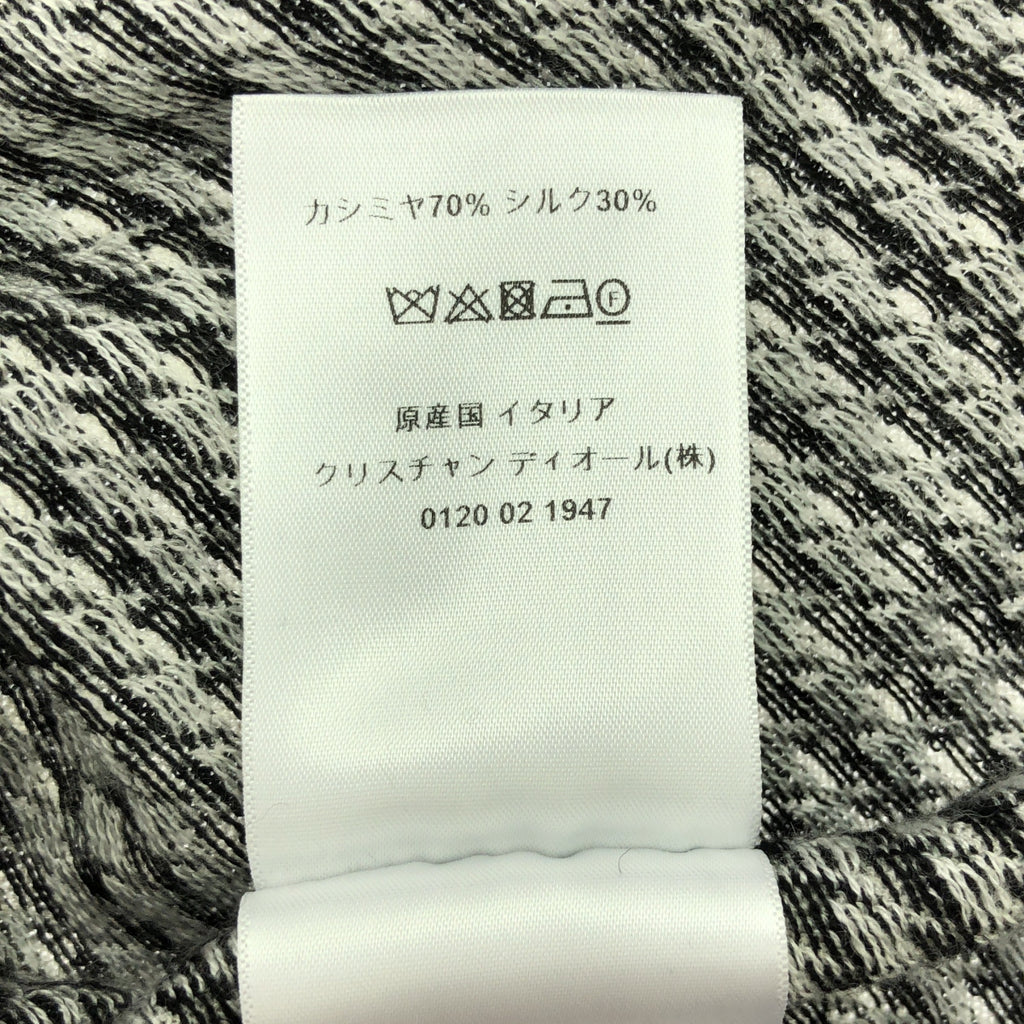 カシミヤ70% シルク30%
F
原産国 イタリア
クリスチャン ディオール(株)
0120 02 1947